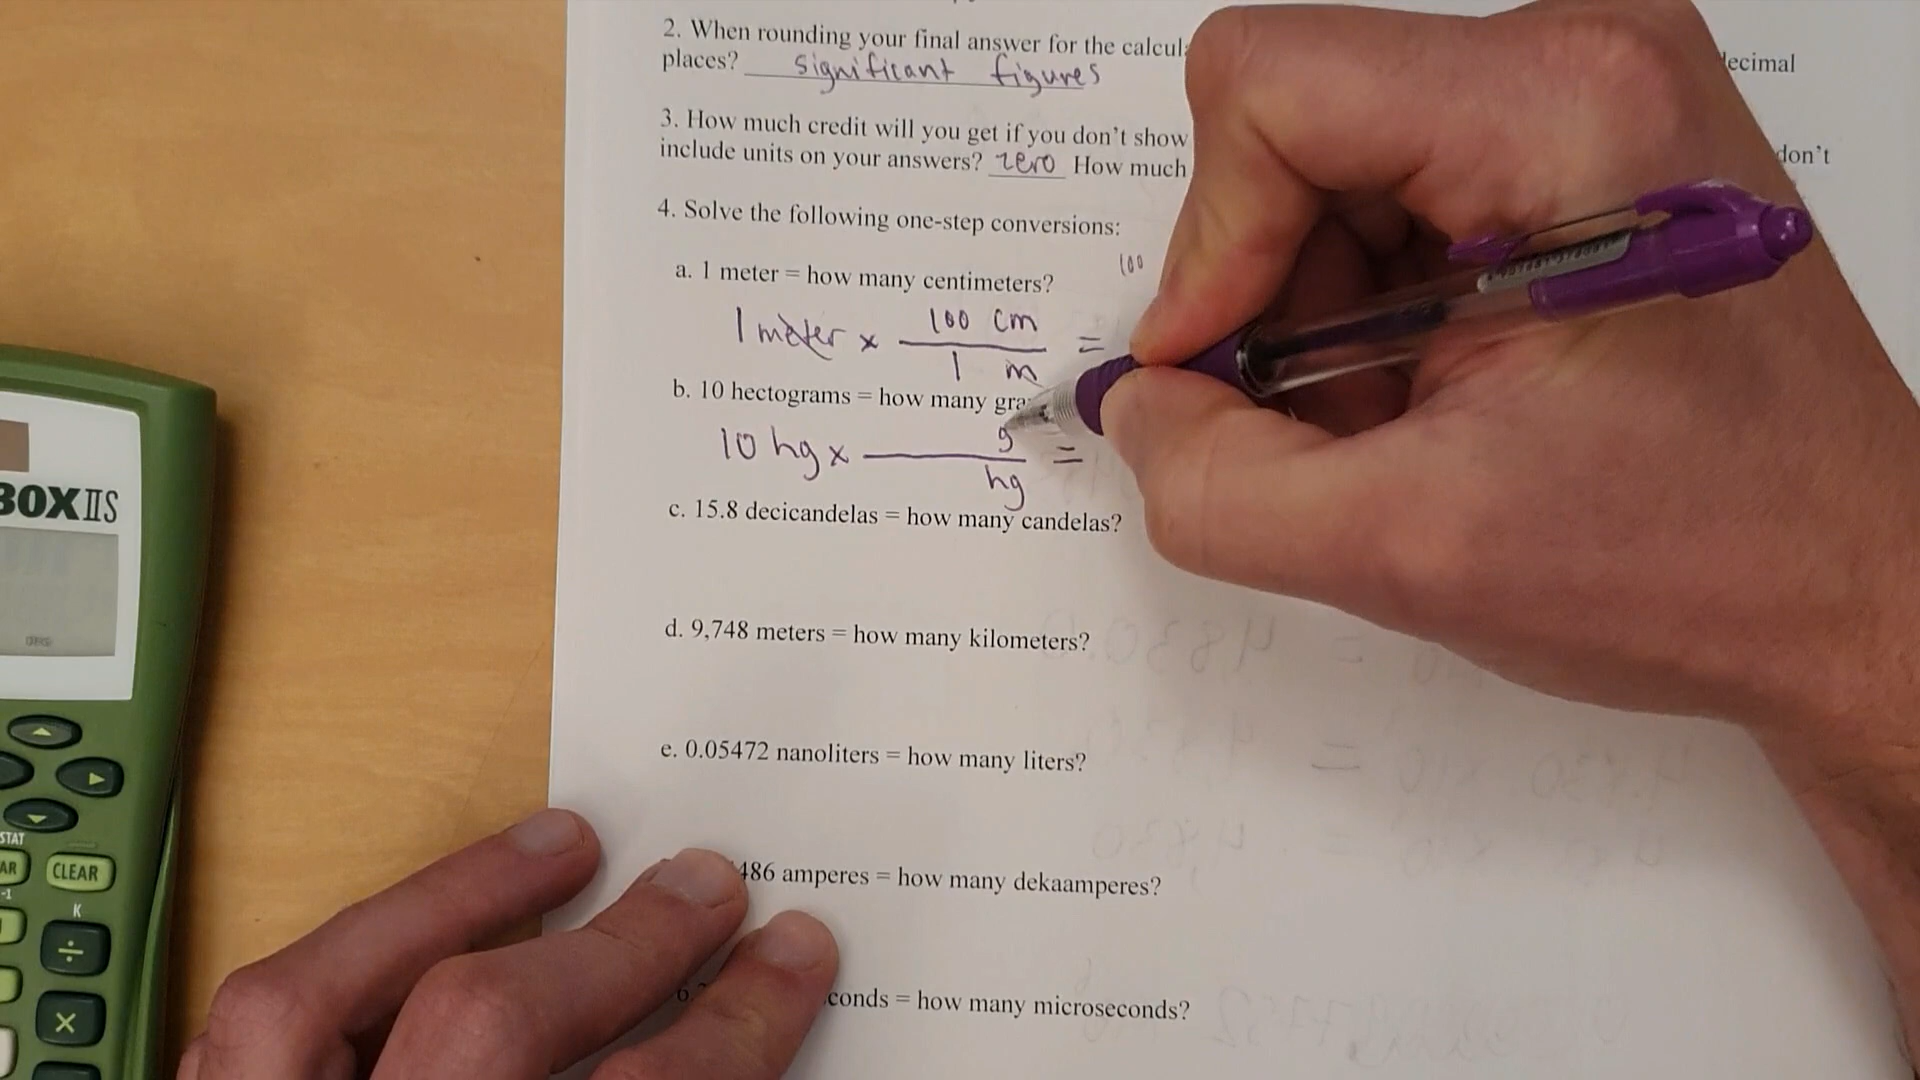 2. When rounding your final answer for the decimal
places? significant figures
3. How much credit will you get if you don't show don't
include units on your answers? zero How much
4. Solve the following one-step conversions:
a. 1 meter = how many centimeters? 100
1 meter x 100 cm =
1 m
b. 10 hectograms = how many
10 hg x g =
hg
c. 15.8 decicandelas = how many candelas?
d. 9,748 meters = how many kilometers?
e. 0.05472 nanoliters = how many liters?
486 amperes = how many dekaamperes?
= how many microseconds?
IIS
DEG
STAT
CLEAR
-1
K
÷
×